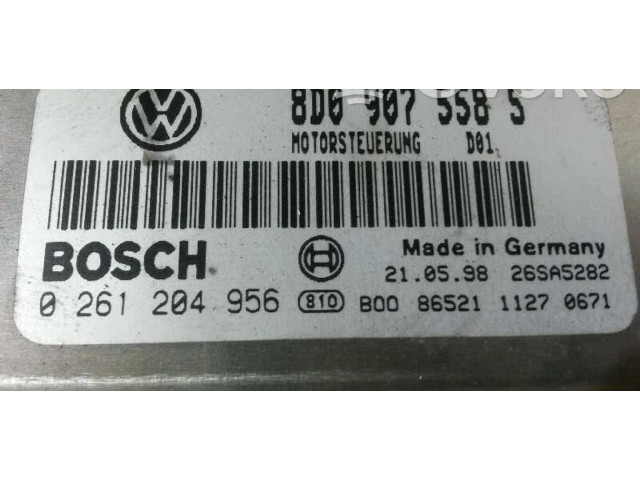 8D0 907 558 S
MOTORSTEUERUNG D01
BOSCH
Made in Germany
21.05.98 26SA5282
0 261 204 956 810 B00 86521 1127 0671